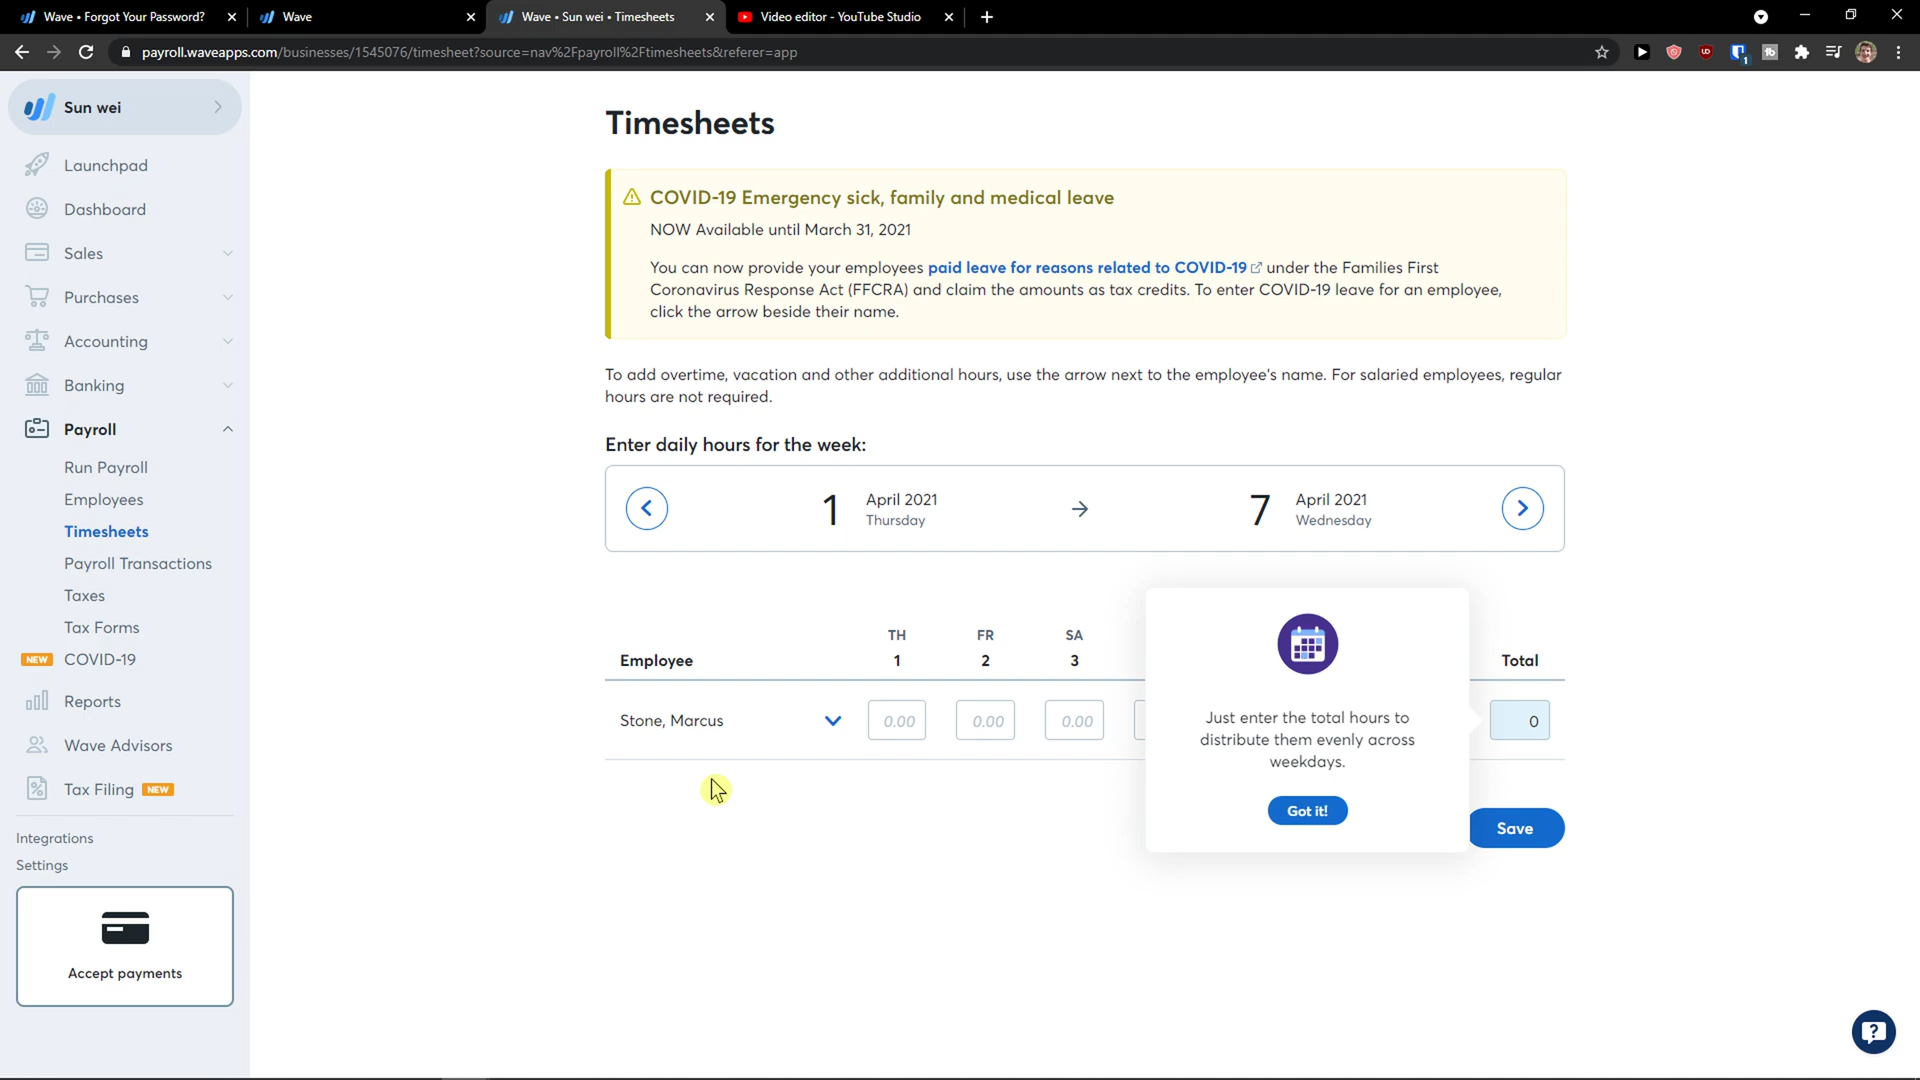 Wave • Forgot Your Password?
Wave
Wave • Sun wei • Timesheets
Video editor - YouTube Studio
payroll.waveapps.com/businesses/1545076/timesheet?source=nav%2Fpayroll%2Ftimesheets&referer=app
Sun wei
Launchpad
Dashboard
Sales
Purchases
Accounting
Banking
Payroll
Run Payroll
Employees
Timesheets
Payroll Transactions
Taxes
Tax Forms
NEW COVID-19
Reports
Wave Advisors
Tax Filing NEW
Integrations
Settings
Accept payments
Timesheets
COVID-19 Emergency sick, family and medical leave
NOW Available until March 31, 2021
You can now provide your employees paid leave for reasons related to COVID-19 under the Families First
Coronavirus Response Act (FFCRA) and claim the amounts as tax credits. To enter COVID-19 leave for an employee,
click the arrow beside their name.
To add overtime, vacation and other additional hours, use the arrow next to the employee's name. For salaried employees, regular
hours are not required.
Enter daily hours for the week:
1 April 2021 Thursday
7 April 2021 Wednesday
TH FR SA
Employee 1 2 3 Total
Stone, Marcus 0.00 0.00 0.00 0
Just enter the total hours to
distribute them evenly across
weekdays.
Got it!
Save